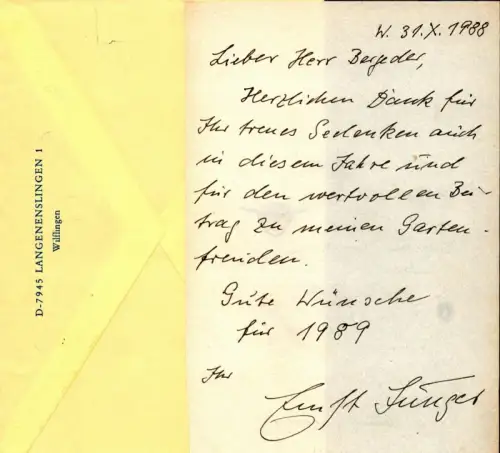 D-7945 LANGENENSLINGEN 1
Wilflingen
W. 31.X.1988
Lieber Herr Bergeder,
Herzlichen Dank für
Ihr treues Gedenken auch
in diesem Jahre und
für den wertvollen Bei-
trag zu meinen Garten-
freuden.
Gute Wünsche
für 1989
Ihr
Ernst Jünger